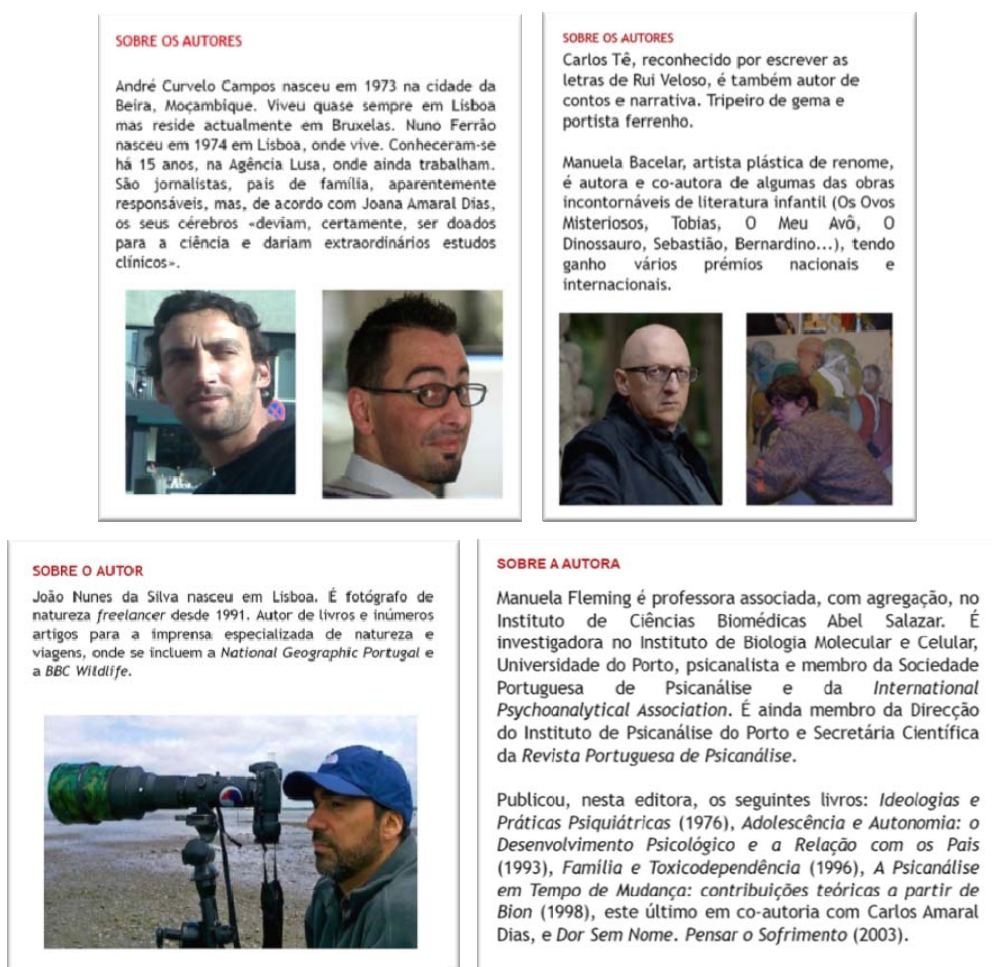 SOBRE OS AUTORES
André Curvelo Campos nasceu em 1973 na cidade da
Beira, Moçambique. Viveu quase sempre em Lisboa
mas reside actualmente em Bruxelas. Nuno Ferrão
nasceu em 1974 em Lisboa, onde vive. Conheceram-se
há 15 anos, na Agência Lusa, onde ainda trabalham.
São jornalistas, pais de família, aparentemente
responsáveis, mas, de acordo com Joana Amaral Dias,
os seus cérebros «deviam, certamente, ser doados
para a ciência e dariam extraordinários estudos
clínicos».
SOBRE OS AUTORES
Carlos Tê, reconhecido por escrever as
letras de Rui Veloso, é também autor de
contos e narrativa. Tripeiro de gema e
portista ferrenho.
Manuela Bacelar, artista plástica de renome,
é autora e co-autora de algumas das obras
incontornáveis de literatura infantil (Os Ovos
Misteriosos, Tobias, O Meu Avô, O
Dinossauro, Sebastião, Bernardino...), tendo
ganho vários prémios nacionais e
internacionais.
SOBRE O AUTOR
João Nunes da Silva nasceu em Lisboa. É fotógrafo de
natureza freelancer desde 1991. Autor de livros e inúmeros
artigos para a imprensa especializada de natureza e
viagens, onde se incluem a National Geographic Portugal e
a BBC Wildlife.
SOBRE A AUTORA
Manuela Fleming é professora associada, com agregação, no
Instituto de Ciências Biomédicas Abel Salazar. É
investigadora no Instituto de Biologia Molecular e Celular,
Universidade do Porto, psicanalista e membro da Sociedade
Portuguesa de Psicanálise e da International
Psychoanalytical Association. É ainda membro da Direcção
do Instituto de Psicanálise do Porto e Secretária Científica
da Revista Portuguesa de Psicanálise.
Publicou, nesta editora, os seguintes livros: Ideologias e
Práticas Psiquiátricas (1976), Adolescência e Autonomia: o
Desenvolvimento Psicológico e a Relação com os Pais
(1993), Família e Toxicodependência (1996), A Psicanálise
em Tempo de Mudança: contribuições teóricas a partir de
Bion (1998), este último em co-autoria com Carlos Amaral
Dias, e Dor Sem Nome. Pensar o Sofrimento (2003).